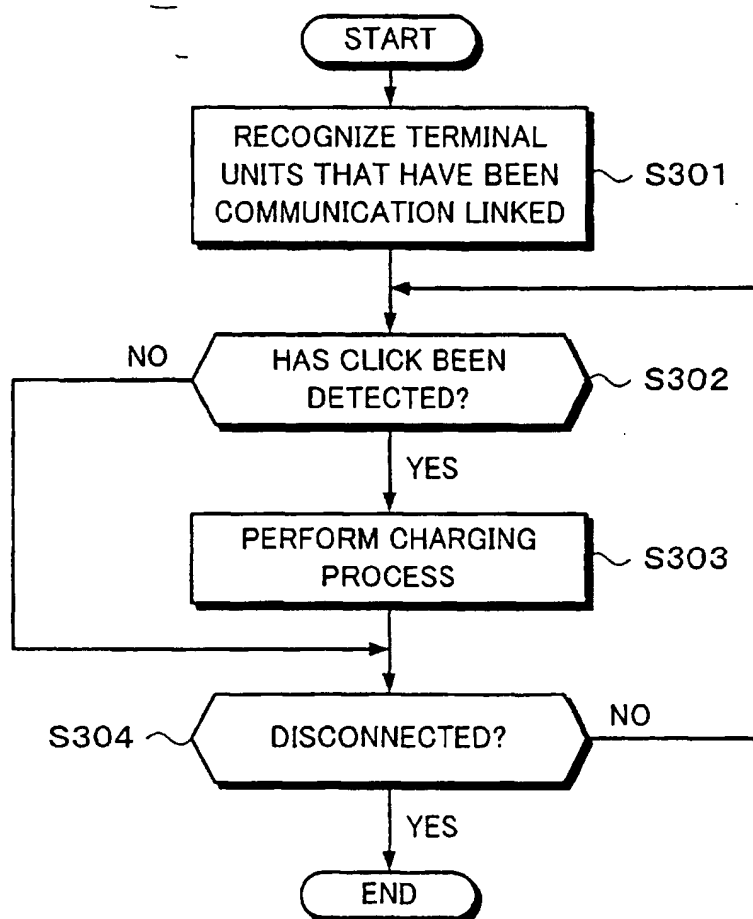 START
RECOGNIZE TERMINAL
UNITS THAT HAVE BEEN
COMMUNICATION LINKED
S301
NO
HAS CLICK BEEN
DETECTED?
S302
YES
PERFORM CHARGING
PROCESS
S303
S304
DISCONNECTED?
NO
YES
END